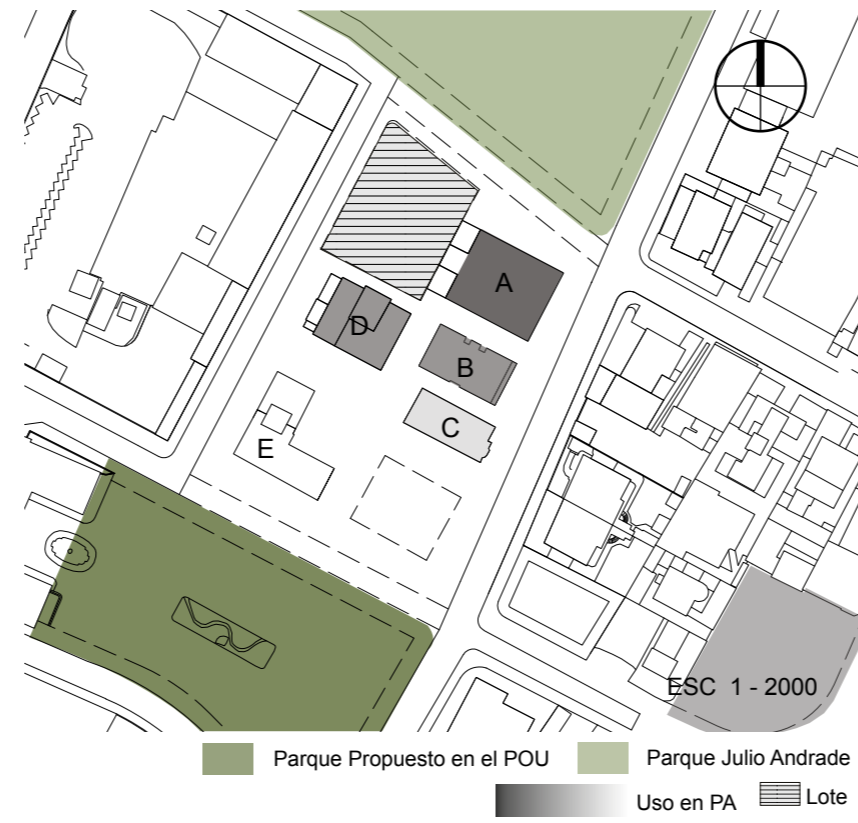 A
D
B
C
E
ESC 1 - 2000
Parque Propuesto en el POU Parque Julio Andrade
Uso en PA Lote